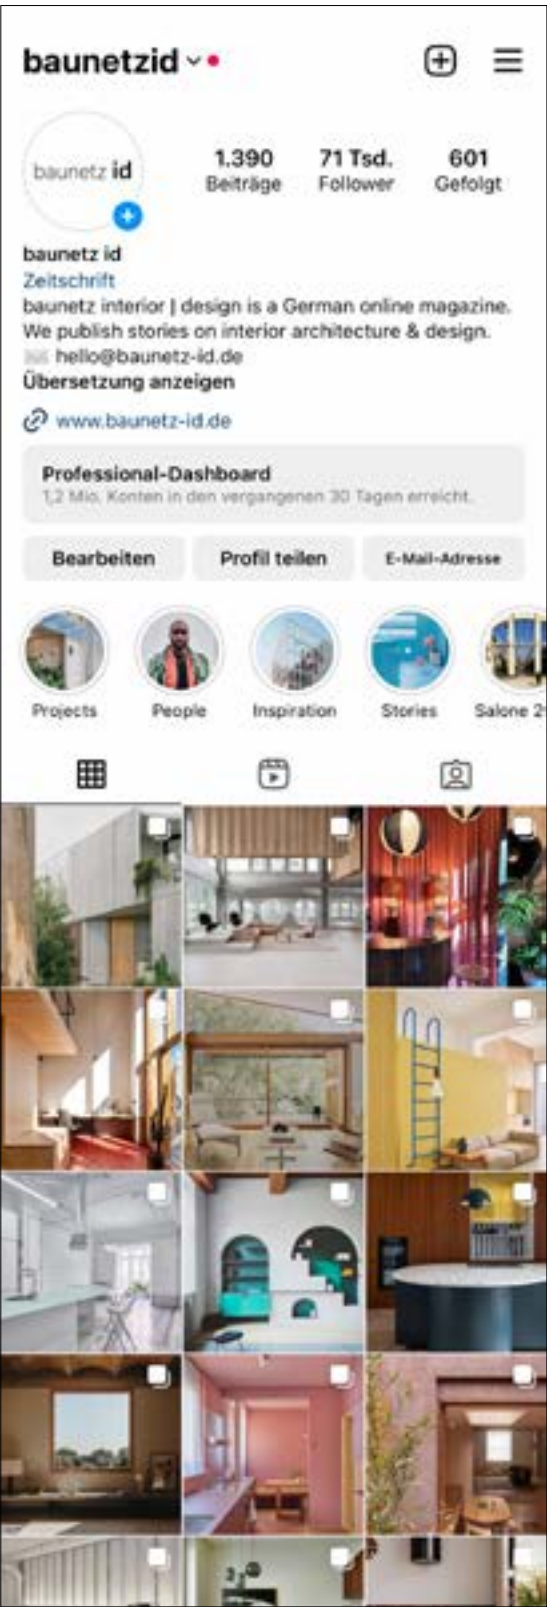 baunetzid
baunetz id
1.390
Beiträge
71 Tsd.
Follower
601
Gefolgt
baunetz id
Zeitschrift
baunetz interior | design is a German online magazine.
We publish stories on interior architecture & design.
hello@baunetz-id.de
Übersetzung anzeigen
www.baunetz-id.de
Professional-Dashboard
1,2 Mio. Konten in den vergangenen 30 Tagen erreicht.
Bearbeiten
Profil teilen
E-Mail-Adresse
Projects
People
Inspiration
Stories
Salone